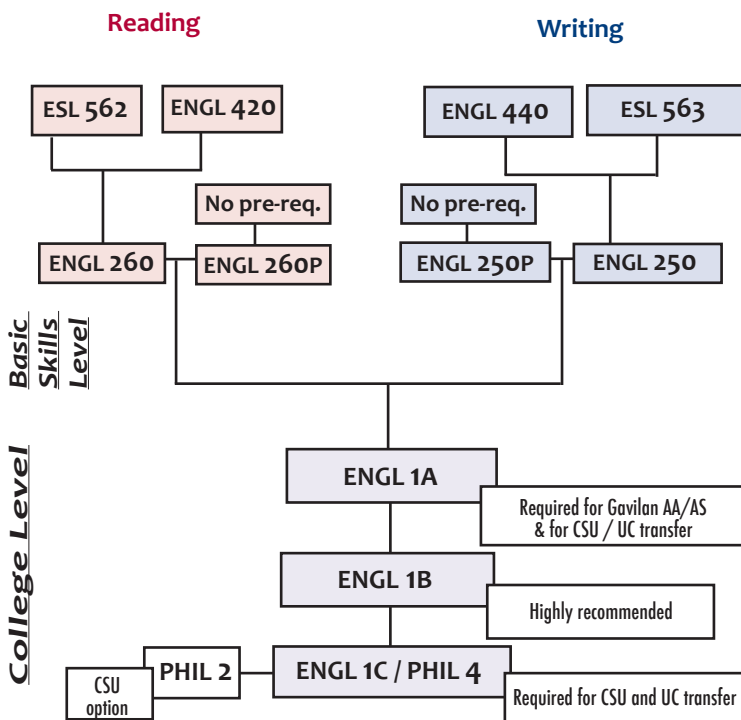 Reading
Writing
ESL 562
ENGL 420
ENGL 440
ESL 563
No pre-req.
No pre-req.
ENGL 260
ENGL 260P
ENGL 250P
ENGL 250
Basic
Skills
Level
College Level
ENGL 1A
Required for Gavilan AA/AS
& for CSU / UC transfer
ENGL 1B
Highly recommended
PHIL 2
CSU
option
ENGL 1C / PHIL 4
Required for CSU and UC transfer